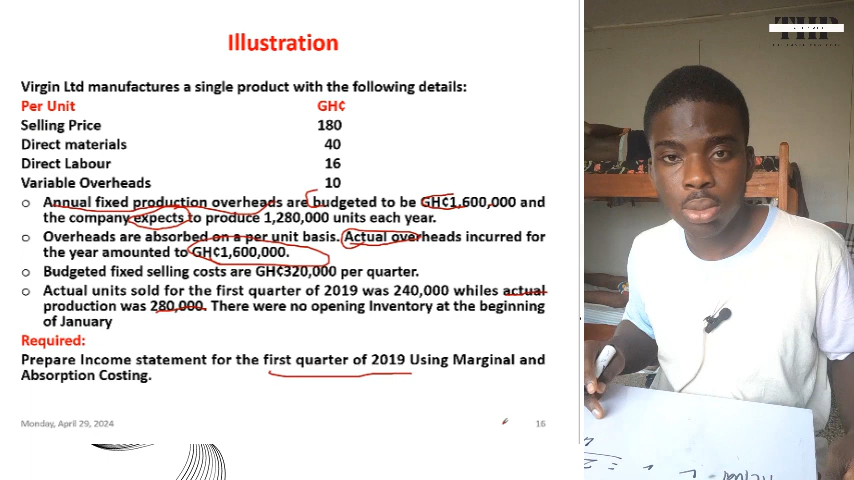 Illustration
Virgin Ltd manufactures a single product with the following details:
Per Unit GH¢
Selling Price 180
Direct materials 40
Direct Labour 16
Variable Overheads 10
o Annual fixed production overheads are budgeted to be GH¢1,600,000 and
the company expects to produce 1,280,000 units each year.
o Overheads are absorbed on a per unit basis. Actual overheads incurred for
the year amounted to GH¢1,600,000.
o Budgeted fixed selling costs are GH¢320,000 per quarter.
o Actual units sold for the first quarter of 2019 was 240,000 whiles actual
production was 280,000. There were no opening Inventory at the beginning
of January
Required:
Prepare Income statement for the first quarter of 2019 Using Marginal and
Absorption Costing.
Monday, April 29, 2024 16